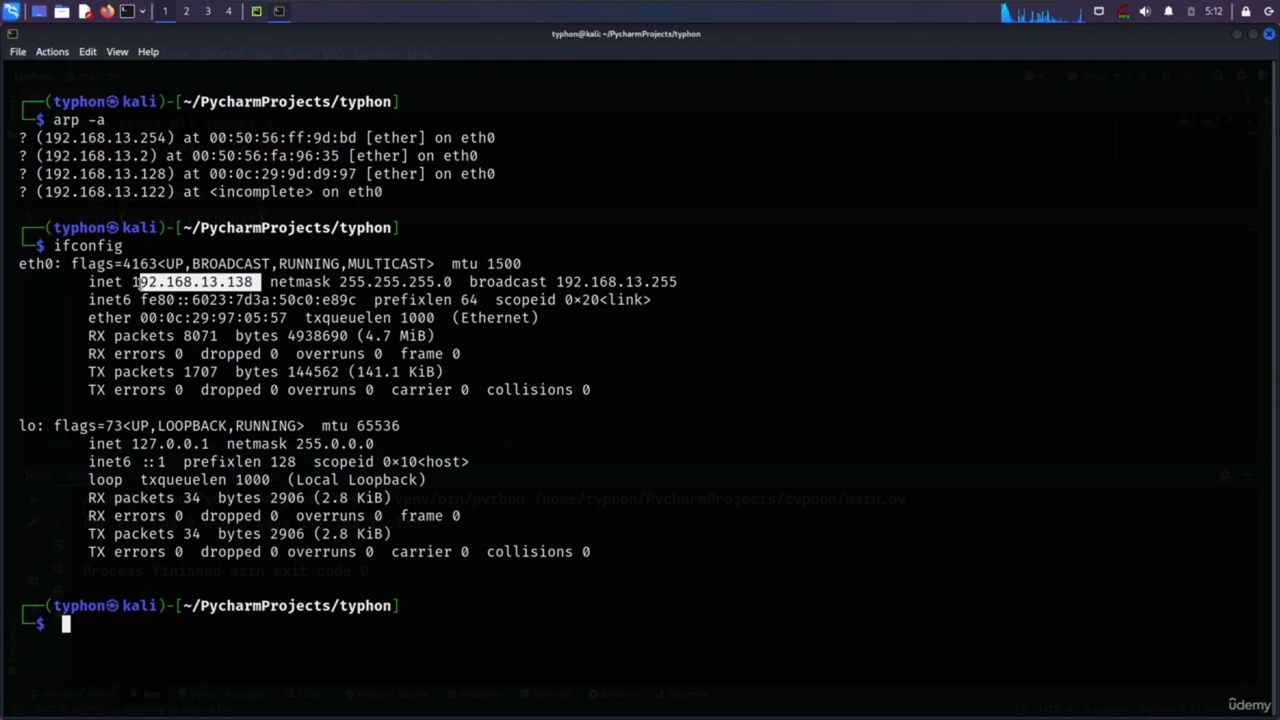 1 2 3 4 5:12
typhon@kali: ~/PycharmProjects/typhon
File Actions Edit View Help
┌──(typhon㉿kali)-[~/PycharmProjects/typhon]
└─$ arp -a
? (192.168.13.254) at 00:50:56:ff:9d:bd [ether] on eth0
? (192.168.13.2) at 00:50:56:fa:96:35 [ether] on eth0
? (192.168.13.128) at 00:0c:29:9d:d9:97 [ether] on eth0
? (192.168.13.122) at <incomplete> on eth0
┌──(typhon㉿kali)-[~/PycharmProjects/typhon]
└─$ ifconfig
eth0: flags=4163<UP,BROADCAST,RUNNING,MULTICAST> mtu 1500
inet 192.168.13.138 netmask 255.255.255.0 broadcast 192.168.13.255
inet6 fe80::6023:7d3a:50c0:e89c prefixlen 64 scopeid 0×20<link>
ether 00:0c:29:97:05:57 txqueuelen 1000 (Ethernet)
RX packets 8071 bytes 4938690 (4.7 MiB)
RX errors 0 dropped 0 overruns 0 frame 0
TX packets 1707 bytes 144562 (141.1 KiB)
TX errors 0 dropped 0 overruns 0 carrier 0 collisions 0
lo: flags=73<UP,LOOPBACK,RUNNING> mtu 65536
inet 127.0.0.1 netmask 255.0.0.0
inet6 ::1 prefixlen 128 scopeid 0×10<host>
loop txqueuelen 1000 (Local Loopback)
RX packets 34 bytes 2906 (2.8 KiB)
/venv/bin/python /home/typhon/PycharmProjects/typhon/main.py
RX errors 0 dropped 0 overruns 0 frame 0
TX packets 34 bytes 2906 (2.8 KiB)
TX errors 0 dropped 0 overruns 0 carrier 0 collisions 0
Process finished with exit code 0
┌──(typhon㉿kali)-[~/PycharmProjects/typhon]
└─$
ûdemy